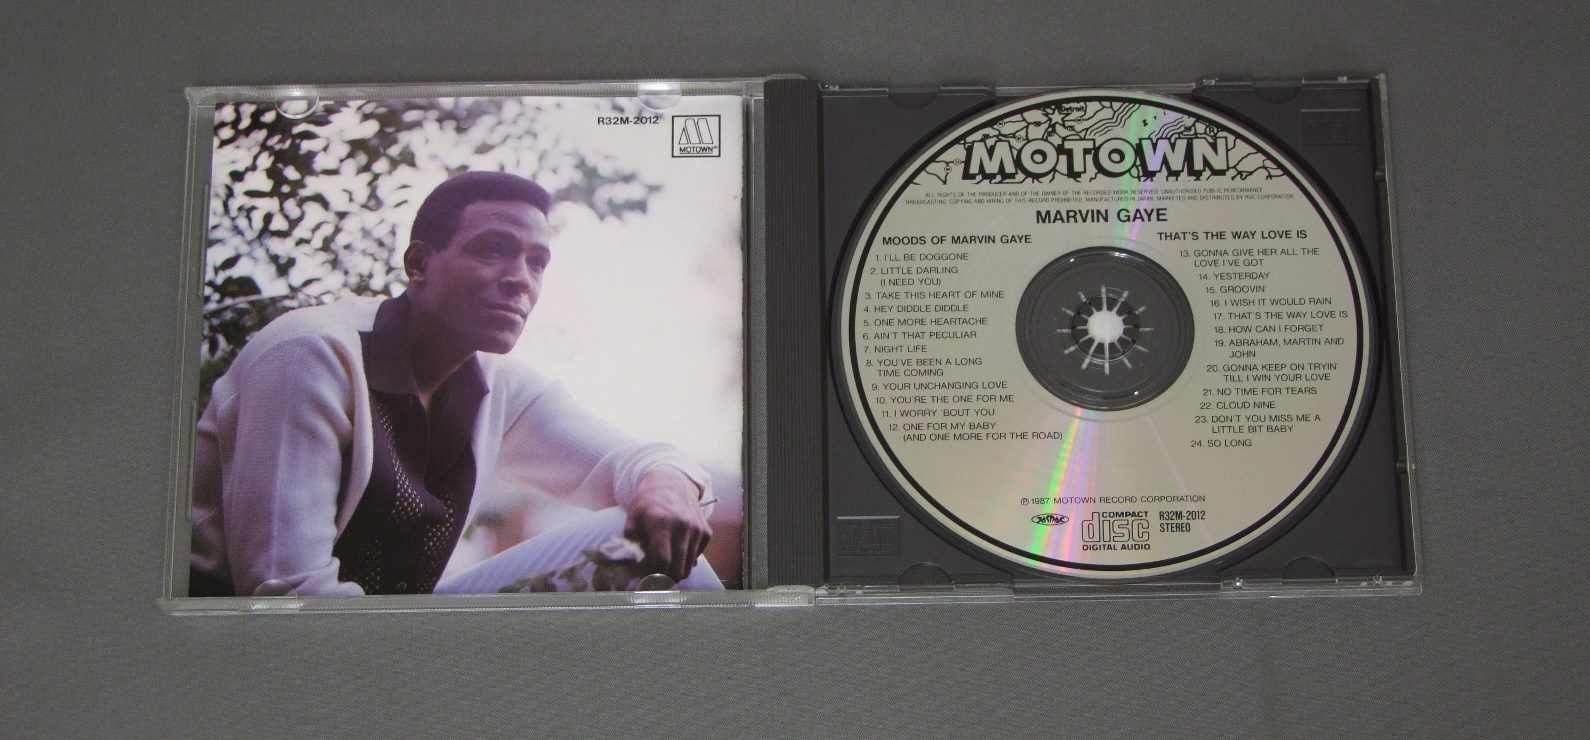 R32M-2012
MOTOWN®
Detroit
MOTOWN®
ALL RIGHTS OF THE PRODUCER AND OF THE OWNER OF THE RECORDED WORK RESERVED. UNAUTHORISED PUBLIC PERFORMANCE
BROADCASTING, COPYING AND HIRING OF THIS RECORD PROHIBITED. MANUFACTURED IN JAPAN. MARKETED AND DISTRIBUTED BY RVC CORPORATION
MARVIN GAYE
MOODS OF MARVIN GAYE
1. I'LL BE DOGGONE
2. LITTLE DARLING
(I NEED YOU)
3. TAKE THIS HEART OF MINE
4. HEY DIDDLE DIDDLE
5. ONE MORE HEARTACHE
6. AIN'T THAT PECULIAR
7. NIGHT LIFE
8. YOU'VE BEEN A LONG
TIME COMING
9. YOUR UNCHANGING LOVE
10. YOU'RE THE ONE FOR ME
11. I WORRY 'BOUT YOU
12. ONE FOR MY BABY
(AND ONE MORE FOR THE ROAD)
THAT'S THE WAY LOVE IS
13. GONNA GIVE HER ALL THE
LOVE I'VE GOT
14. YESTERDAY
15. GROOVIN'
16. I WISH IT WOULD RAIN
17. THAT'S THE WAY LOVE IS
18. HOW CAN I FORGET
19. ABRAHAM, MARTIN AND
JOHN
20. GONNA KEEP ON TRYIN'
TILL I WIN YOUR LOVE
21. NO TIME FOR TEARS
22. CLOUD NINE
23. DON'T YOU MISS ME A
LITTLE BIT BABY
24. SO LONG
℗ 1987 MOTOWN RECORD CORPORATION
COMPACT
disc
DIGITAL AUDIO
R32M-2012
STEREO